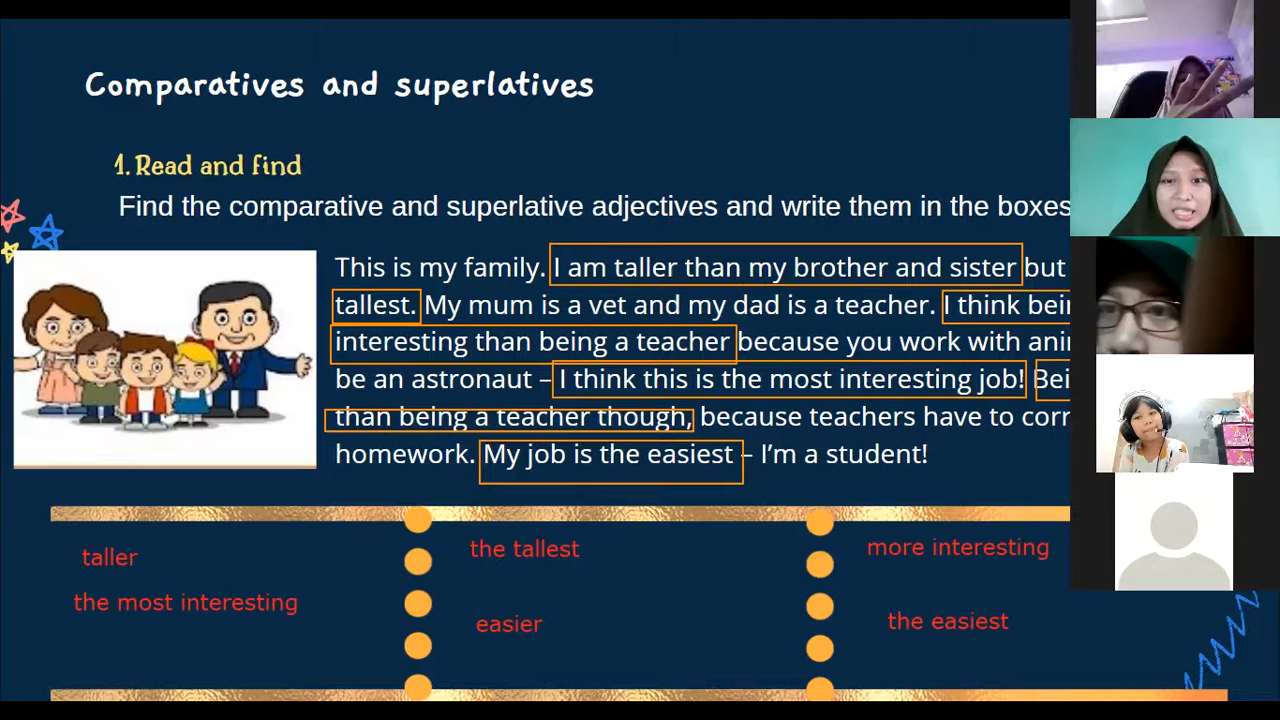 Comparatives and superlatives
1. Read and find
Find the comparative and superlative adjectives and write them in the boxes
This is my family. I am taller than my brother and sister but
tallest. My mum is a vet and my dad is a teacher. I think
interesting than being a teacher because you work with
be an astronaut – I think this is the most interesting job!
than being a teacher though, because teachers have to
homework. My job is the easiest – I'm a student!
taller
the tallest
more interesting
the most interesting
easier
the easiest